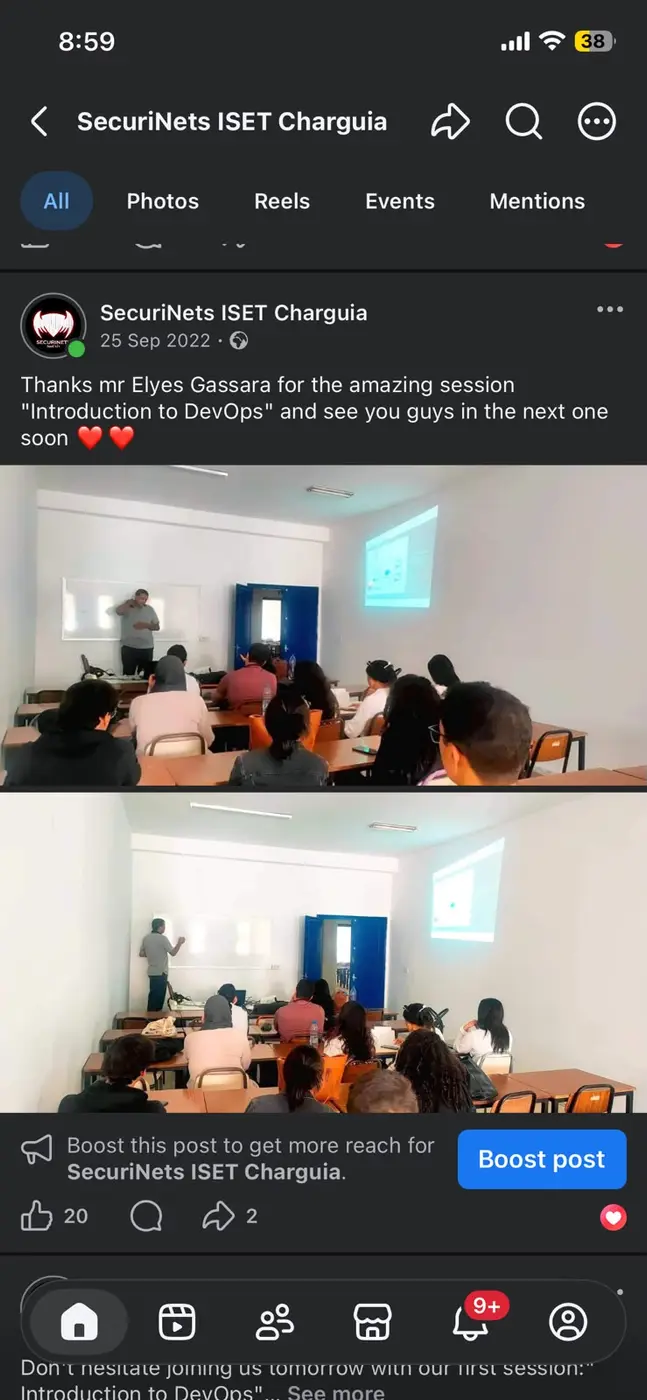 8:59
38
SecuriNets ISET Charguia
All
Photos
Reels
Events
Mentions
SecuriNets ISET Charguia
25 Sep 2022 ·
Thanks mr Elyes Gassara for the amazing session
"Introduction to DevOps" and see you guys in the next one
soon ❤️❤️
Boost this post to get more reach for
SecuriNets ISET Charguia.
Boost post
20
2
9+
Don't hesitate joining us tomorrow with our first session:"
Introduction to DevOps"... See more